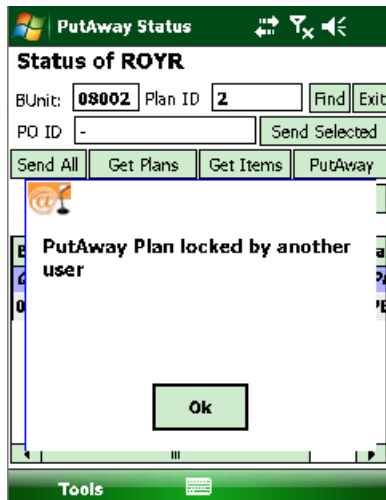 PutAway Status
Status of ROYR
BUnit: 08002 Plan ID 2 Find Exit
PO ID - Send Selected
Send All Get Plans Get Items PutAway
PutAway Plan locked by another
user
Ok
Tools